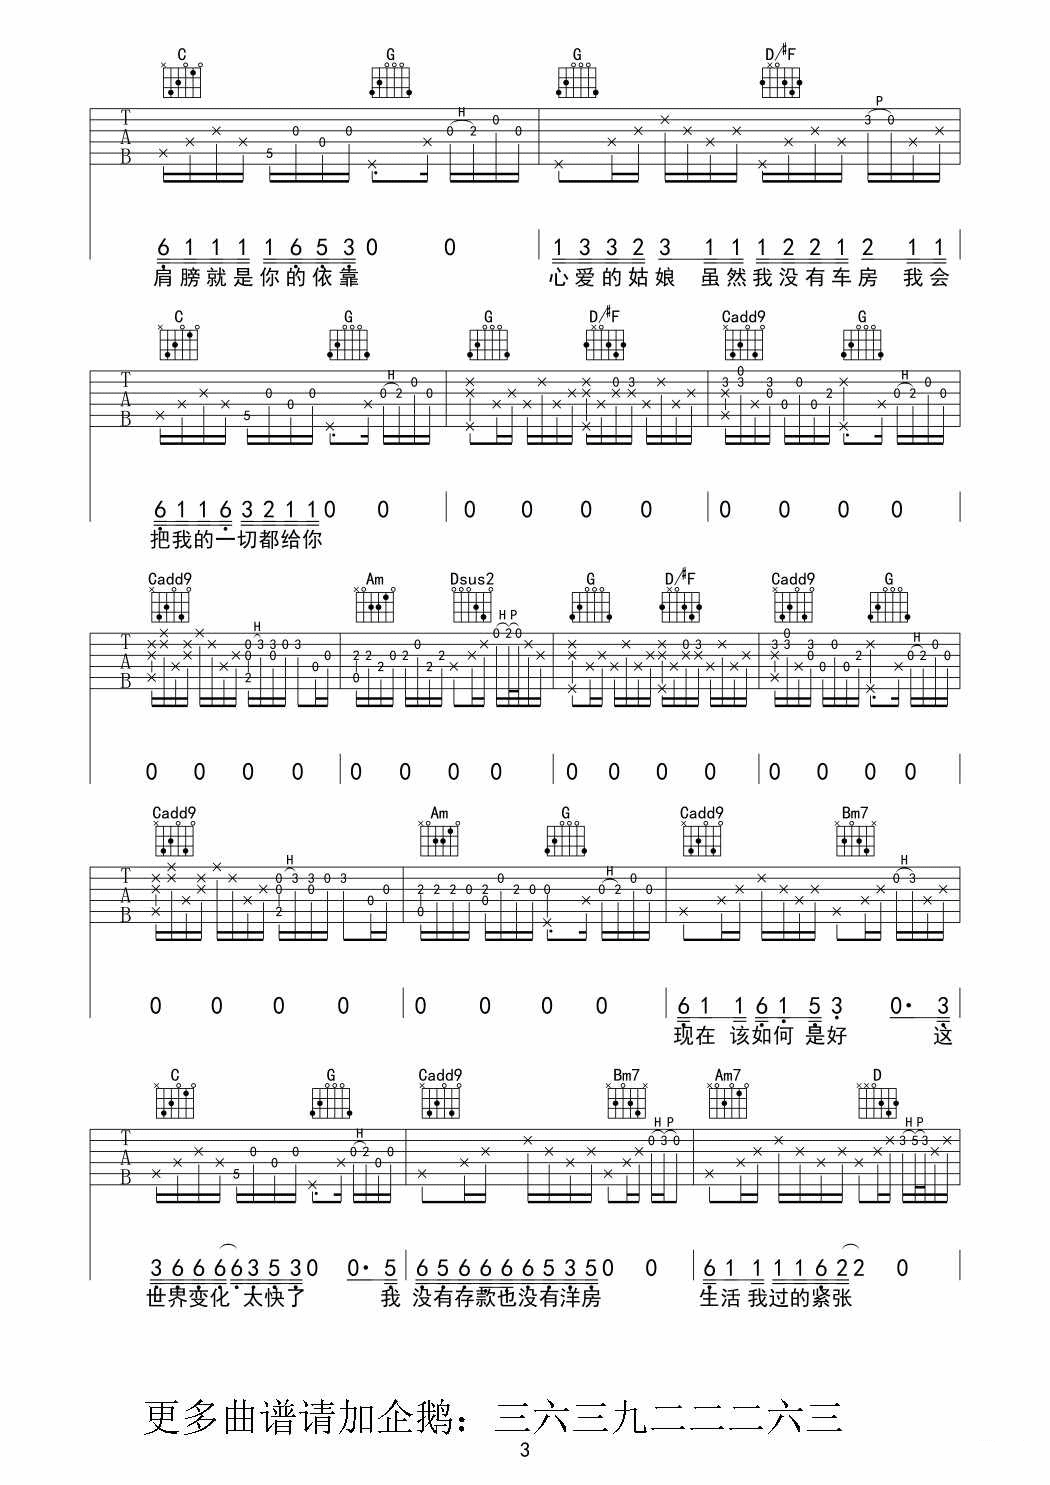 C G G D/#F
H P
T A B
5 0 0 0 0 2 0 0 3 0
6 1 1 1 1 6 5 3 0 0 1 3 3 2 3 1 1 1 2 2 1 2 1 1
肩膀就是你的依靠 心爱的姑娘 虽然我没有车房 我会
C G G D/#F Cadd9 G
H H
T A B
6 1 1 6 3 2 1 1 0 0 0 0 0 0 0 0 0 0
把我的一切都给你
Cadd9 Am Dsus2 G D/#F Cadd9 G
H H P H
T A B
0 0 0 0 0 0 0 0 0 0 0 0 0 0 0 0
Cadd9 Am G Cadd9 Bm7
H H H
T A B
0 0 0 0 0 0 0 0 6 1 1 6 1 5 3 0· 3
现在 该如何 是好 这
C G Cadd9 Bm7 Am7 D
H H P H P
T A B
3 6 6 6 6 3 5 3 0 0· 5 6 5 6 6 6 6 5 3 5 0 0 6 1 1 1 1 6 2 2 0
世界变化 太快了 我 没有存款也没有洋房 生活 我过的紧张
更多曲谱请加企鹅：三六三九二二二六三
3